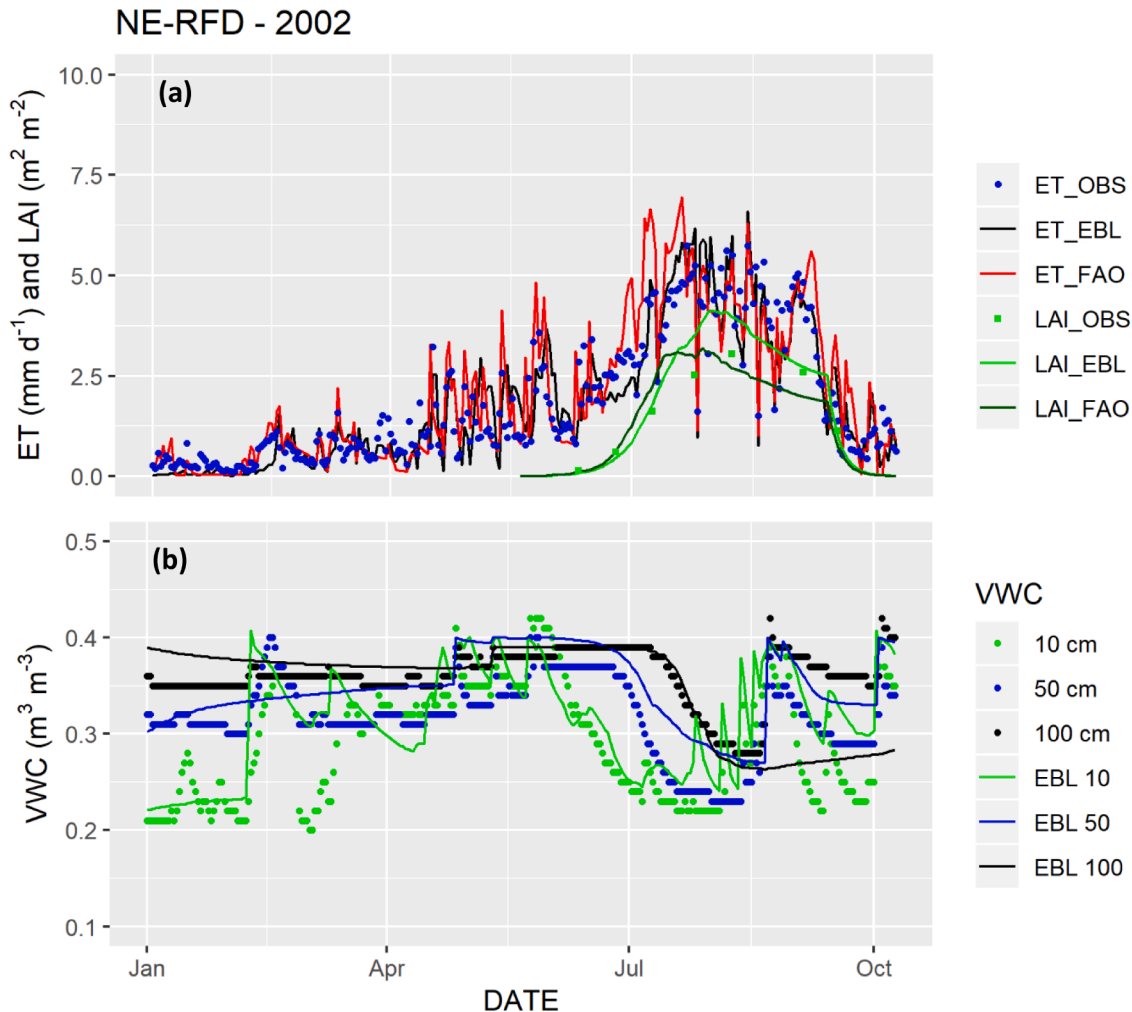 NE-RFD - 2002
(a)
10.0
7.5
5.0
2.5
0.0
ET (mm d⁻¹) and LAI (m² m⁻²)
ET_OBS
ET_EBL
ET_FAO
LAI_OBS
LAI_EBL
LAI_FAO
(b)
0.5
0.4
0.3
0.2
0.1
VWC (m³ m⁻³)
Jan
Apr
Jul
Oct
DATE
VWC
10 cm
50 cm
100 cm
EBL 10
EBL 50
EBL 100